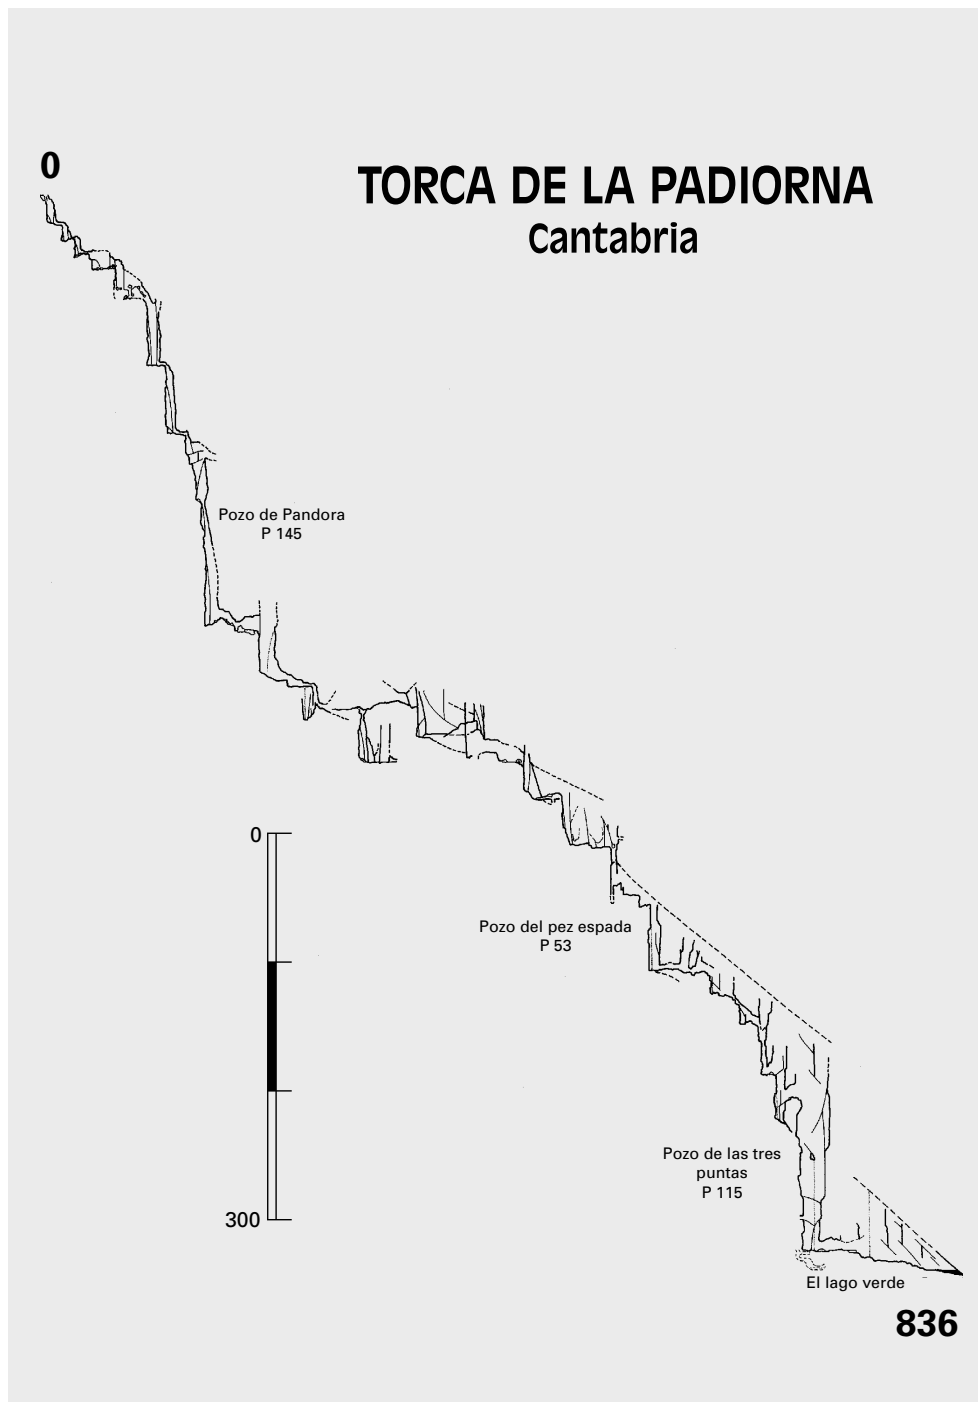 0
TORCA DE LA PADIORNA
Cantabria
Pozo de Pandora
P 145
0
Pozo del pez espada
P 53
Pozo de las tres
puntas
P 115
300
El lago verde
836